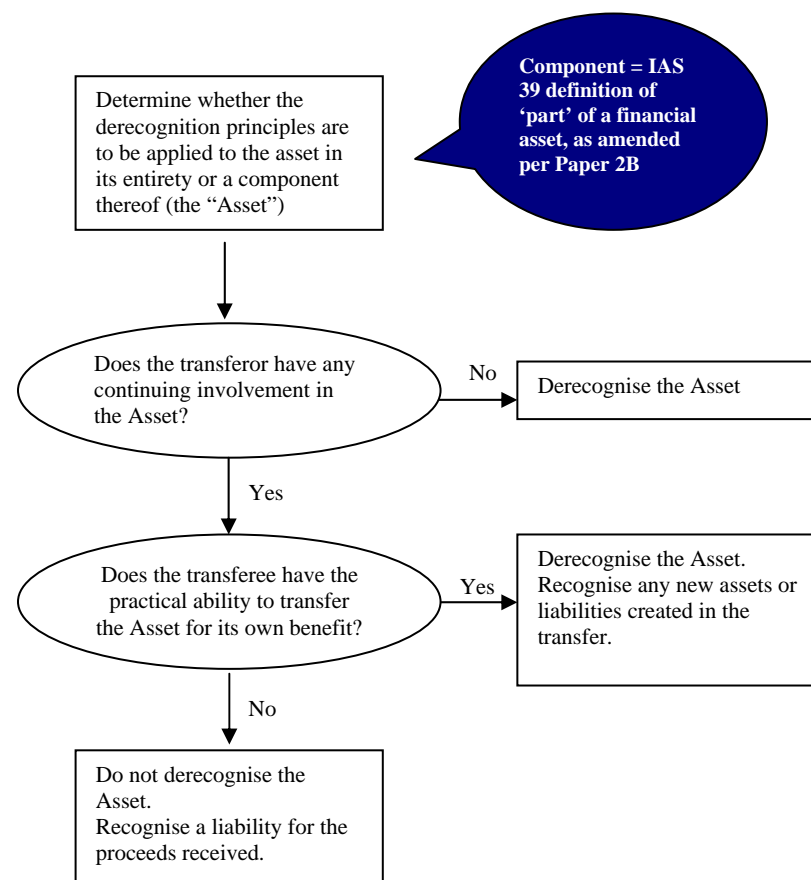 Determine whether the
derecognition principles are
to be applied to the asset in
its entirety or a component
thereof (the “Asset”)
Component = IAS
39 definition of
‘part’ of a financial
asset, as amended
per Paper 2B
Does the transferor have any
continuing involvement in
the Asset?
No
Derecognise the Asset
Yes
Does the transferee have the
practical ability to transfer
the Asset for its own benefit?
Yes
Derecognise the Asset.
Recognise any new assets or
liabilities created in the
transfer.
No
Do not derecognise the
Asset.
Recognise a liability for the
proceeds received.